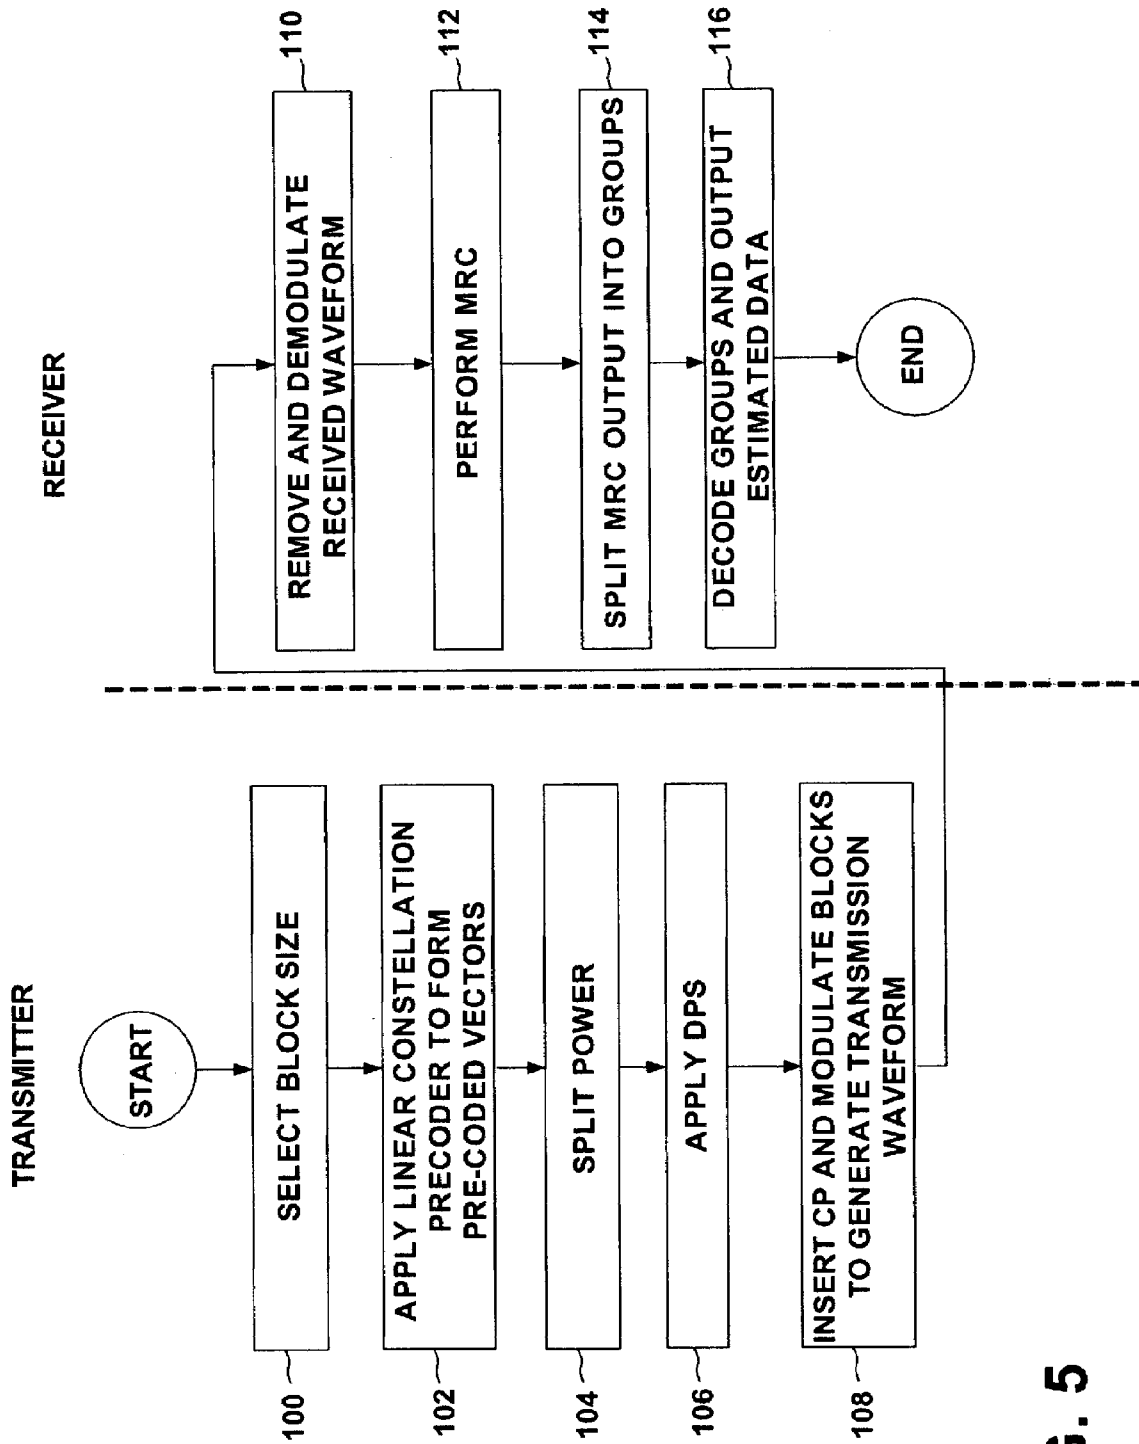 TRANSMITTER
START
100
SELECT BLOCK SIZE
102
APPLY LINEAR CONSTELLATION
PRECODER TO FORM
PRE-CODED VECTORS
104
SPLIT POWER
106
APPLY DPS
108
INSERT CP AND MODULATE BLOCKS
TO GENERATE TRANSMISSION
WAVEFORM
RECEIVER
REMOVE AND DEMODULATE
RECEIVED WAVEFORM
110
PERFORM MRC
112
SPLIT MRC OUTPUT INTO GROUPS
114
DECODE GROUPS AND OUTPUT
ESTIMATED DATA
116
END
G. 5